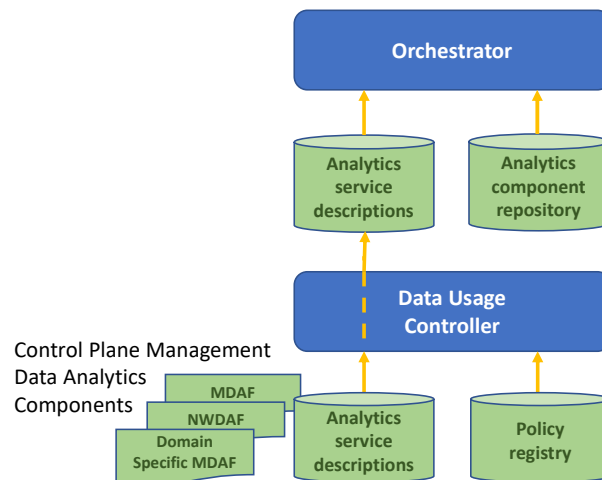 Orchestrator
Analytics
service
descriptions
Analytics
component
repository
Data Usage
Controller
Control Plane Management
Data Analytics
Components
MDAF
NWDAF
Domain
Specific MDAF
Analytics
service
descriptions
Policy
registry